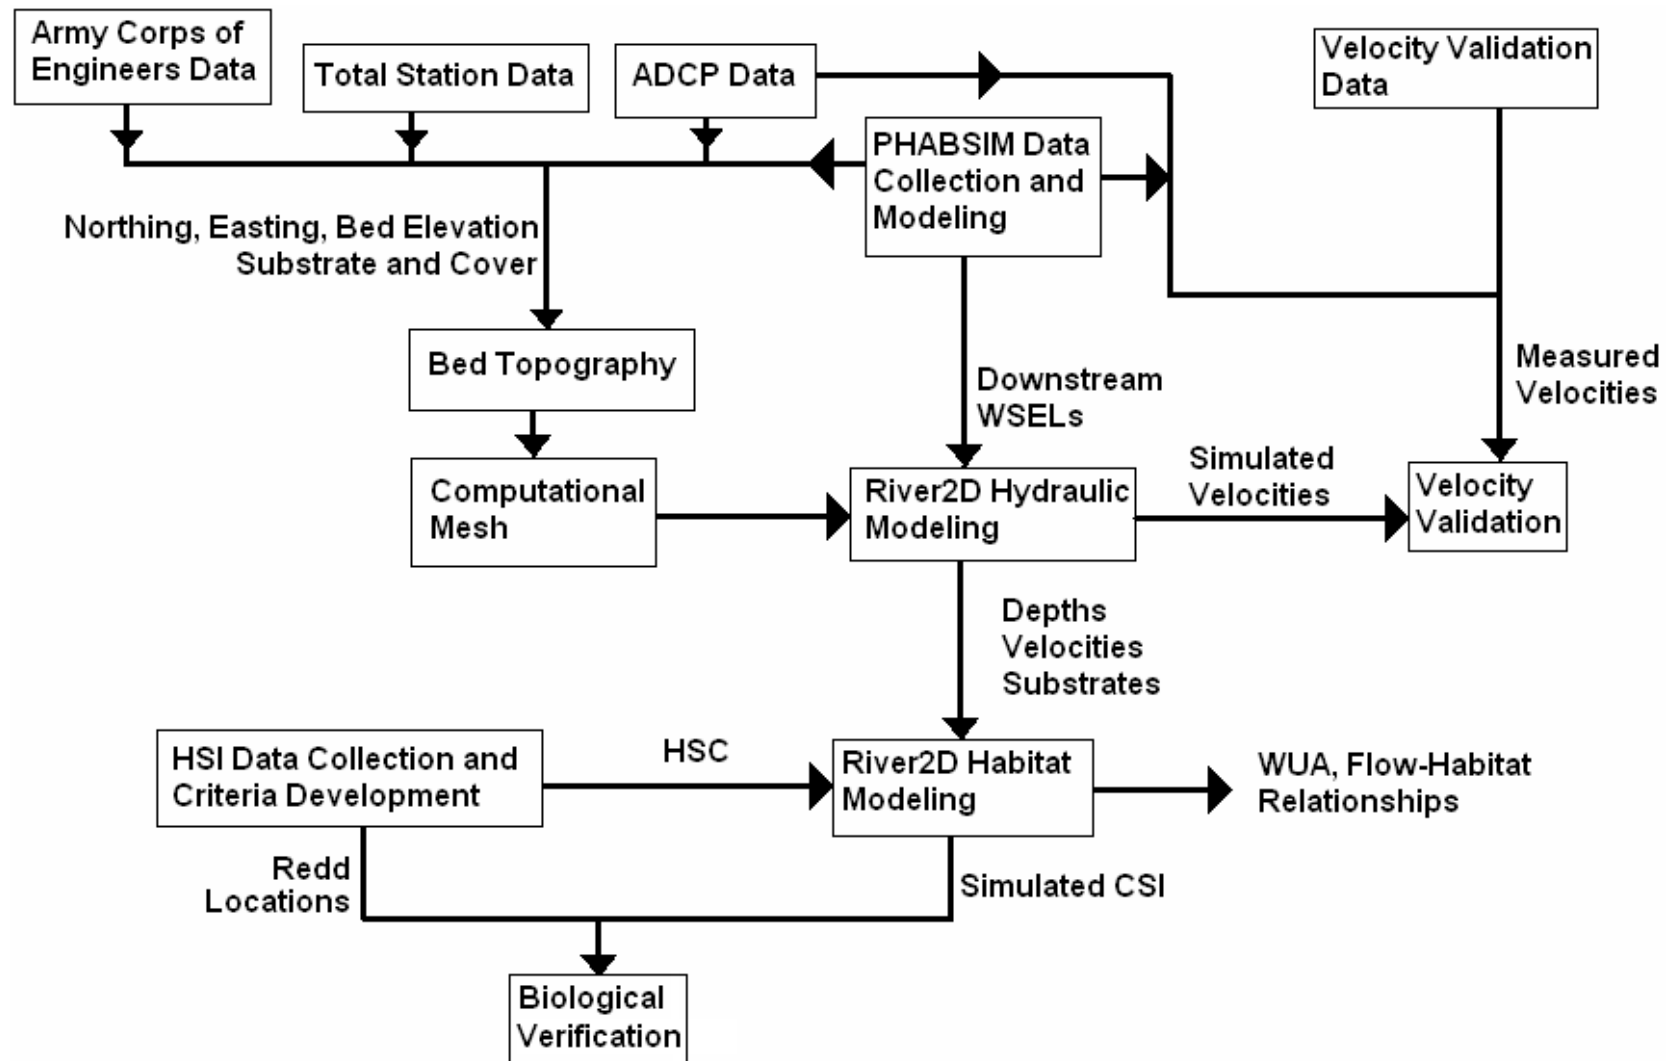 Army Corps of
Engineers Data
Total Station Data
ADCP Data
Velocity Validation
Data
PHABSIM Data
Collection and
Modeling
Northing, Easting, Bed Elevation
Substrate and Cover
Bed Topography
Downstream
WSELs
Measured
Velocities
Computational
Mesh
River2D Hydraulic
Modeling
Simulated
Velocities
Velocity
Validation
Depths
Velocities
Substrates
HSI Data Collection and
Criteria Development
HSC
River2D Habitat
Modeling
WUA, Flow-Habitat
Relationships
Redd
Locations
Simulated CSI
Biological
Verification